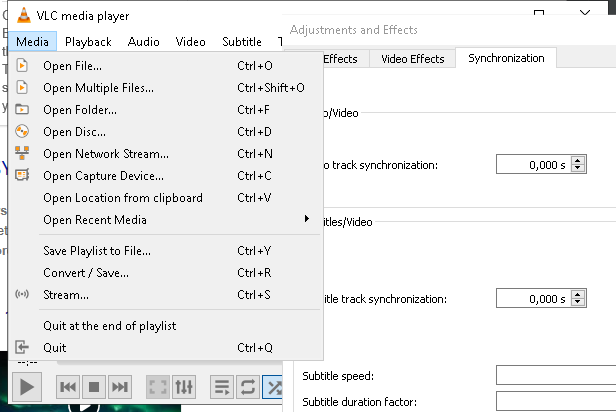 VLC media player
Adjustments and Effects
Media Playback Audio Video Subtitle
Effects Video Effects Synchronization
Open File... Ctrl+O
Open Multiple Files... Ctrl+Shift+O
Open Folder... Ctrl+F
o/Video
Open Disc... Ctrl+D
Open Network Stream... Ctrl+N
o track synchronization: 0,000 s
Open Capture Device... Ctrl+C
Open Location from clipboard Ctrl+V
Open Recent Media
titles/Video
Save Playlist to File... Ctrl+Y
Convert / Save... Ctrl+R
Stream... Ctrl+S
title track synchronization: 0,000 s
Quit at the end of playlist
Quit Ctrl+Q
--:--
Subtitle speed:
Subtitle duration factor: